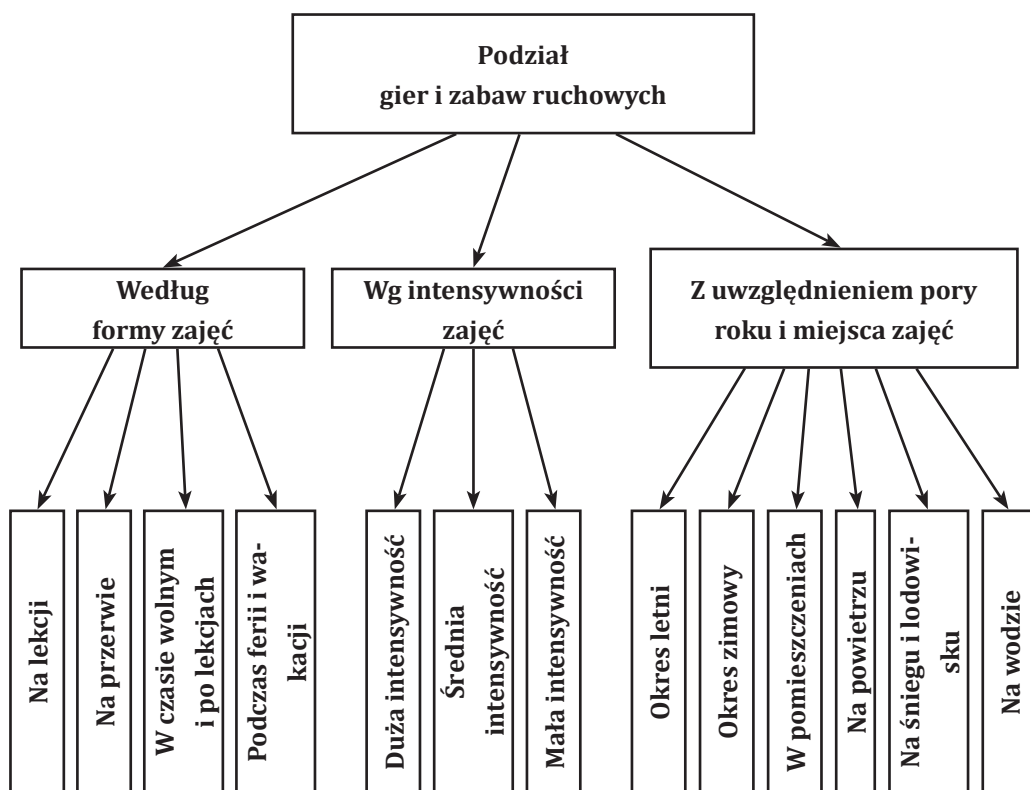 Podział
gier i zabaw ruchowych
Według
formy zajęć
Wg intensywności
zajęć
Z uwzględnieniem pory
roku i miejsca zajęć
Na lekcji
Na przerwie
W czasie wolnym
i po lekcjach
Podczas ferii i wa-
kacji
Duża intensywność
Średnia
intensywność
Mała intensywność
Okres letni
Okres zimowy
W pomieszczeniach
Na powietrzu
Na śniegu i lodowi-
sku
Na wodzie